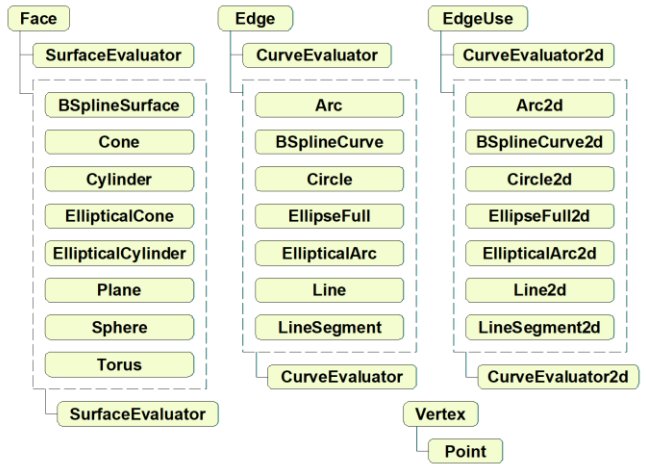 Face
SurfaceEvaluator
BSplineSurface
Cone
Cylinder
EllipticalCone
EllipticalCylinder
Plane
Sphere
Torus
SurfaceEvaluator
Edge
CurveEvaluator
Arc
BSplineCurve
Circle
EllipseFull
EllipticalArc
Line
LineSegment
CurveEvaluator
EdgeUse
CurveEvaluator2d
Arc2d
BSplineCurve2d
Circle2d
EllipseFull2d
EllipticalArc2d
Line2d
LineSegment2d
CurveEvaluator2d
Vertex
Point